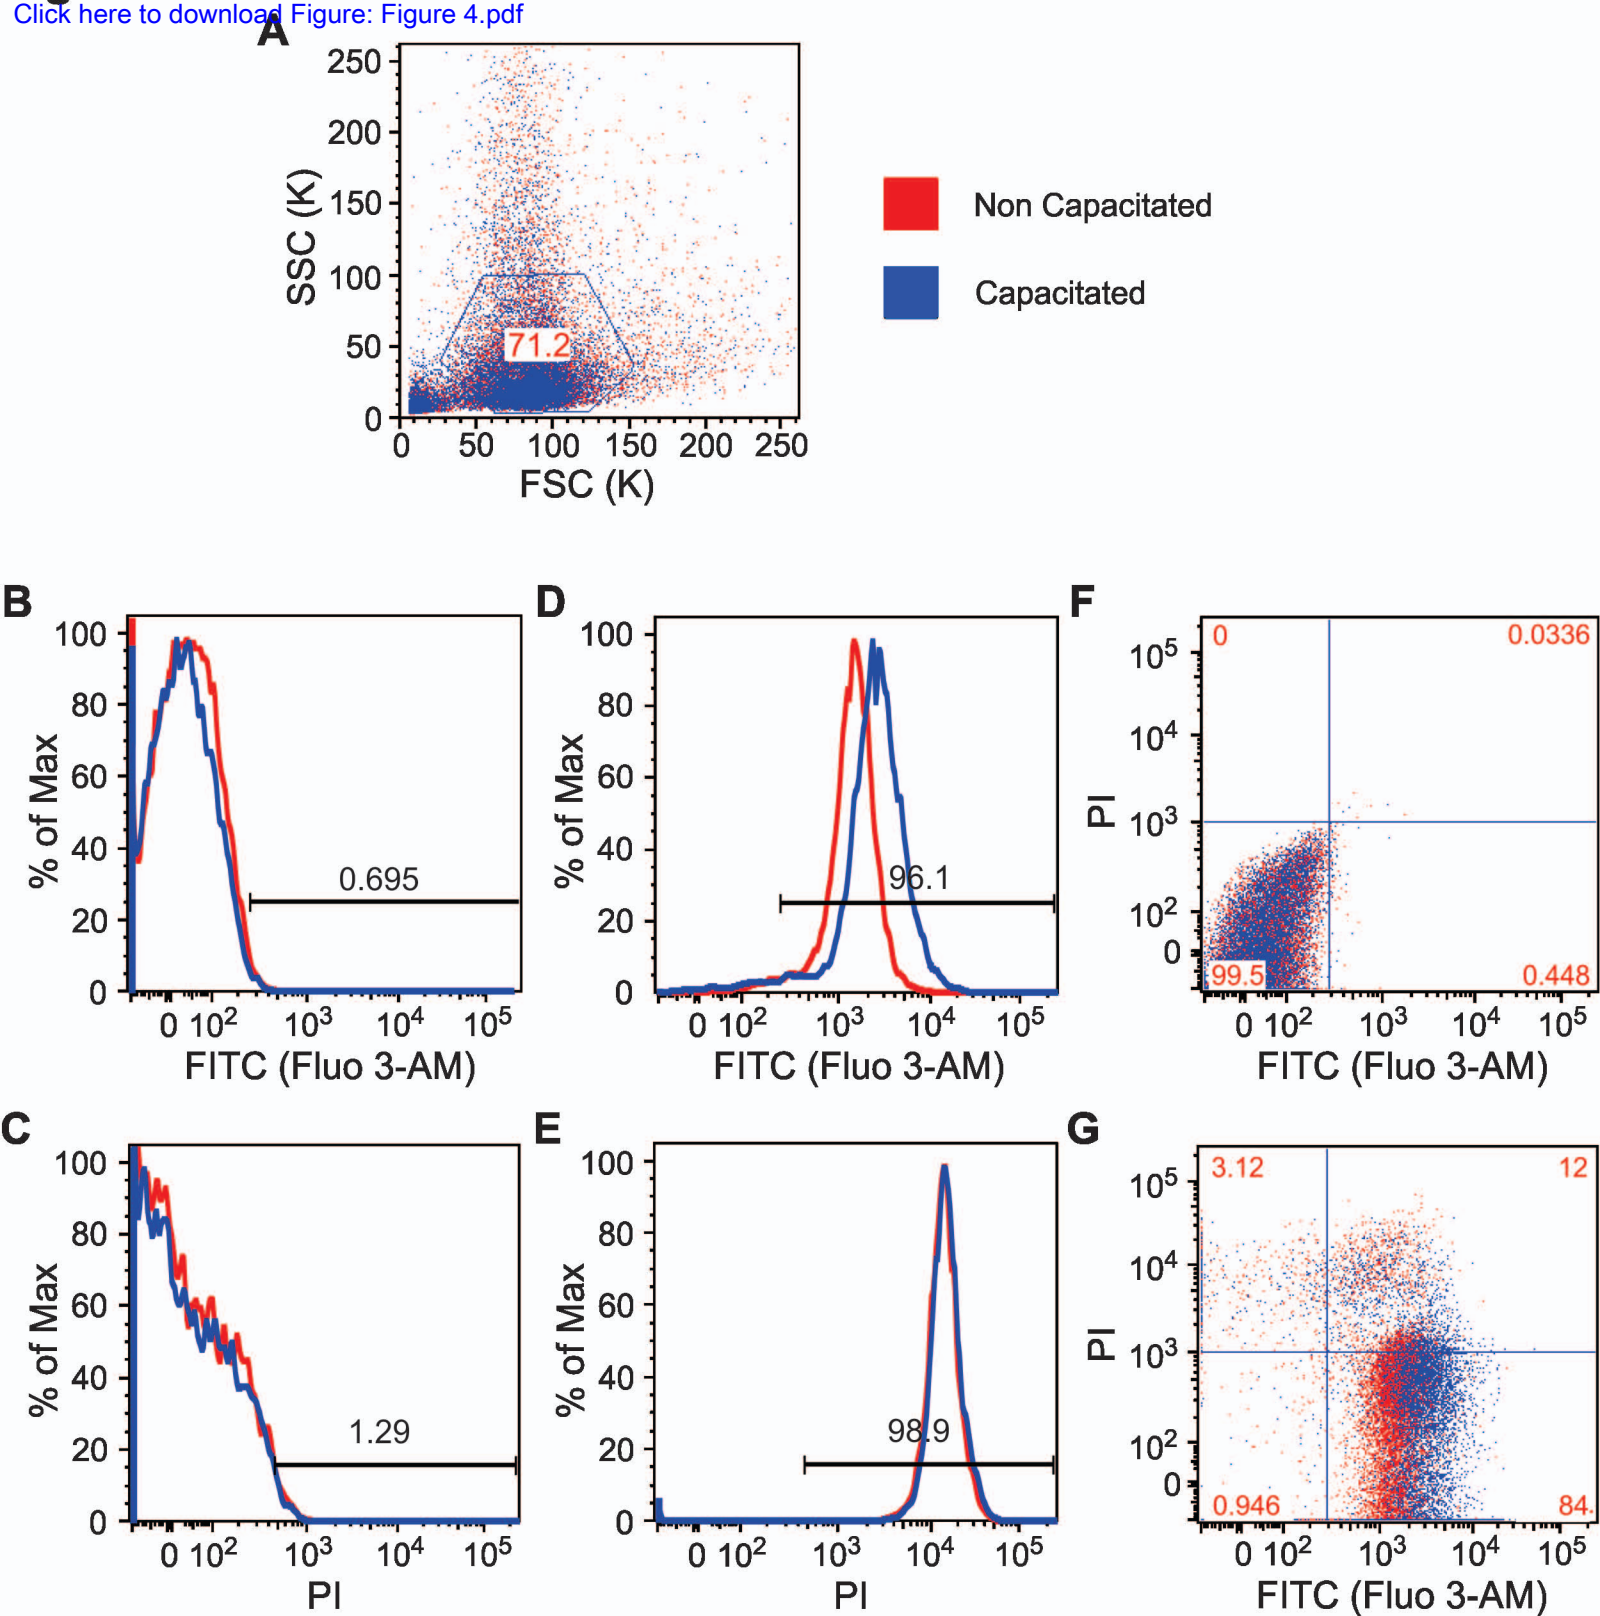 Click here to download Figure: Figure 4.pdf
A
250
200
150
100
50
0
SSC (K)
71.2
0 50 100 150 200 250
FSC (K)
Non Capacitated
Capacitated
B
100
80
60
40
20
0
% of Max
0.695
0 10² 10³ 10⁴ 10⁵
FITC (Fluo 3-AM)
D
100
80
60
40
20
0
% of Max
96.1
0 10² 10³ 10⁴ 10⁵
FITC (Fluo 3-AM)
F
10⁵
10⁴
10³
10²
0
PI
0 0.0336
99.5 0.448
0 10² 10³ 10⁴ 10⁵
FITC (Fluo 3-AM)
C
100
80
60
40
20
0
% of Max
1.29
0 10² 10³ 10⁴ 10⁵
PI
E
100
80
60
40
20
0
% of Max
98.9
0 10² 10³ 10⁴ 10⁵
PI
G
10⁵
10⁴
10³
10²
0
PI
3.12 12
0.946 84.
0 10² 10³ 10⁴ 10⁵
FITC (Fluo 3-AM)